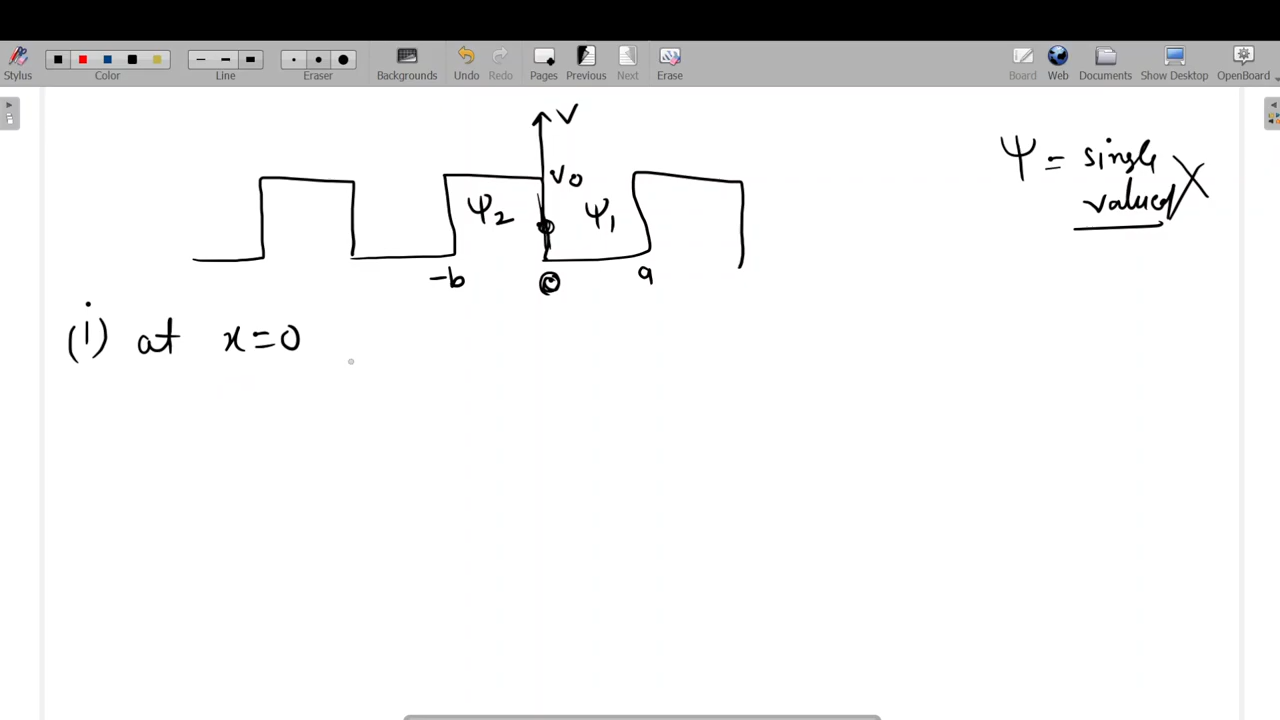 Stylus
Color
Line
Eraser
Backgrounds
Undo
Redo
Pages
Previous
Next
Erase
Board
Web
Documents
Show Desktop
OpenBoard
V
V0
ψ2
ψ1
-b
0
a
ψ = single
valued
(i) at x=0